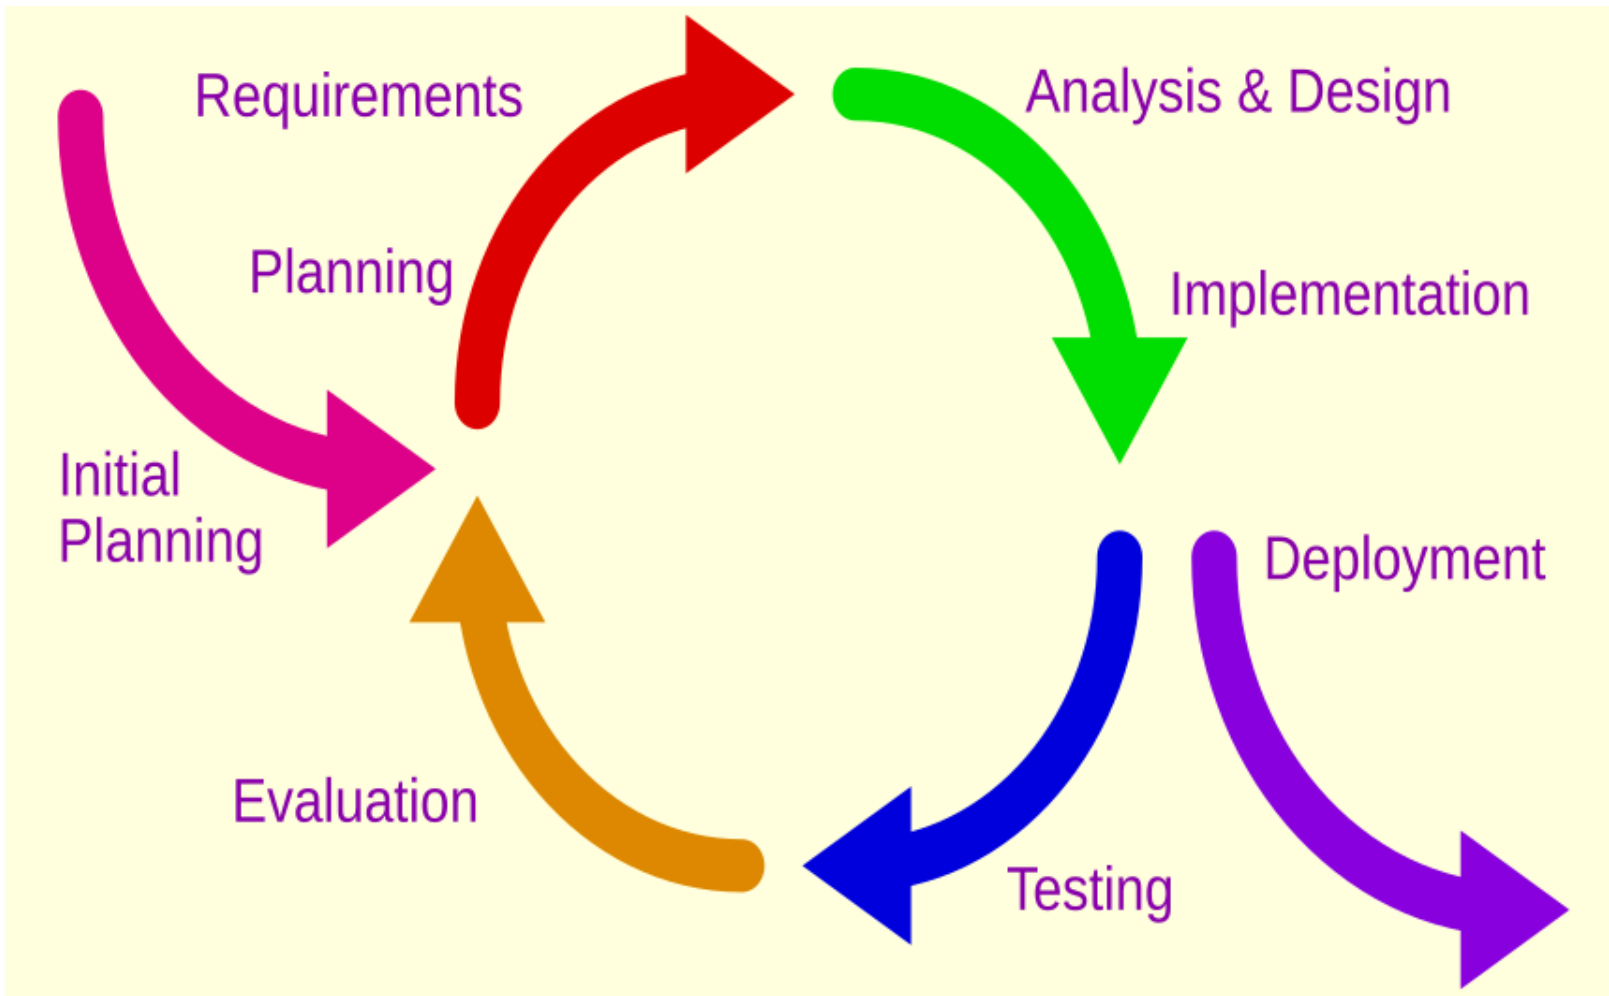 Requirements
Analysis & Design
Planning
Implementation
Initial
Planning
Deployment
Evaluation
Testing